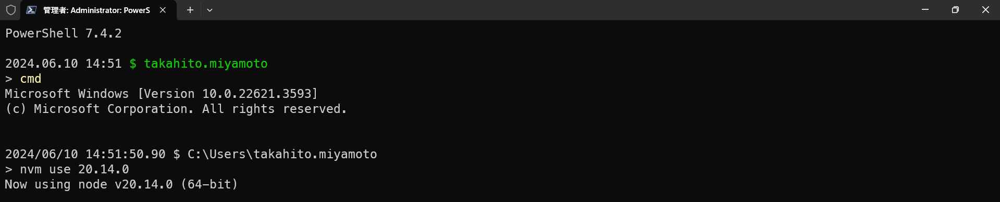 管理者: Administrator: PowerS
PowerShell 7.4.2
2024.06.10 14:51 $ takahito.miyamoto
> cmd
Microsoft Windows [Version 10.0.22621.3593]
(c) Microsoft Corporation. All rights reserved.
2024/06/10 14:51:50.90 $ C:\Users\takahito.miyamoto
> nvm use 20.14.0
Now using node v20.14.0 (64-bit)